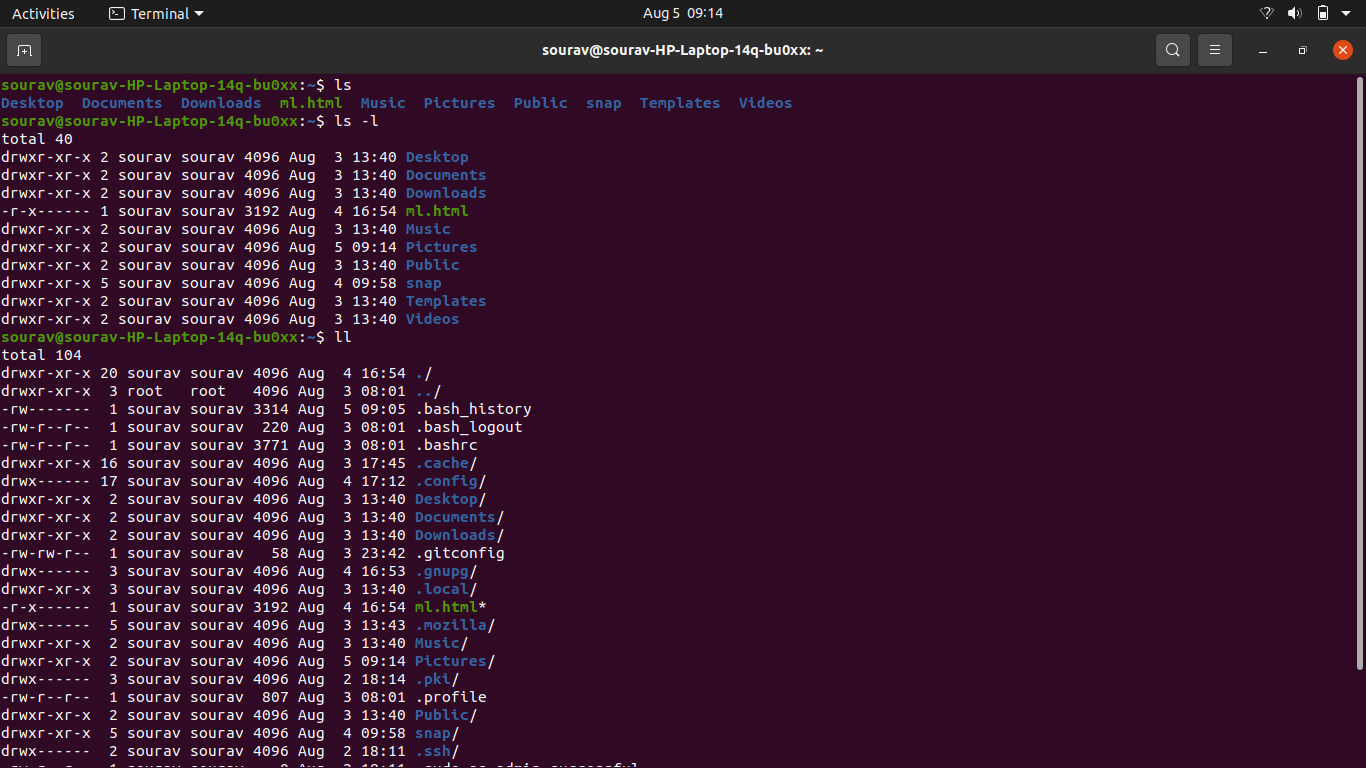 Activities Terminal Aug 5 09:14
sourav@sourav-HP-Laptop-14q-bu0xx: ~
sourav@sourav-HP-Laptop-14q-bu0xx:~$ ls
Desktop Documents Downloads ml.html Music Pictures Public snap Templates Videos
sourav@sourav-HP-Laptop-14q-bu0xx:~$ ls -l
total 40
drwxr-xr-x 2 sourav sourav 4096 Aug  3 13:40 Desktop
drwxr-xr-x 2 sourav sourav 4096 Aug  3 13:40 Documents
drwxr-xr-x 2 sourav sourav 4096 Aug  3 13:40 Downloads
-r-x------ 1 sourav sourav 3192 Aug  4 16:54 ml.html
drwxr-xr-x 2 sourav sourav 4096 Aug  3 13:40 Music
drwxr-xr-x 2 sourav sourav 4096 Aug  5 09:14 Pictures
drwxr-xr-x 2 sourav sourav 4096 Aug  3 13:40 Public
drwxr-xr-x 5 sourav sourav 4096 Aug  4 09:58 snap
drwxr-xr-x 2 sourav sourav 4096 Aug  3 13:40 Templates
drwxr-xr-x 2 sourav sourav 4096 Aug  3 13:40 Videos
sourav@sourav-HP-Laptop-14q-bu0xx:~$ ll
total 104
drwxr-xr-x 20 sourav sourav 4096 Aug  4 16:54 ./
drwxr-xr-x  3 root   root   4096 Aug  3 08:01 ../
-rw-------  1 sourav sourav 3314 Aug  5 09:05 .bash_history
-rw-r--r--  1 sourav sourav  220 Aug  3 08:01 .bash_logout
-rw-r--r--  1 sourav sourav 3771 Aug  3 08:01 .bashrc
drwxr-xr-x 16 sourav sourav 4096 Aug  3 17:45 .cache/
drwx------ 17 sourav sourav 4096 Aug  4 17:12 .config/
drwxr-xr-x  2 sourav sourav 4096 Aug  3 13:40 Desktop/
drwxr-xr-x  2 sourav sourav 4096 Aug  3 13:40 Documents/
drwxr-xr-x  2 sourav sourav 4096 Aug  3 13:40 Downloads/
-rw-rw-r--  1 sourav sourav   58 Aug  3 23:42 .gitconfig
drwx------  3 sourav sourav 4096 Aug  4 16:53 .gnupg/
drwxr-xr-x  3 sourav sourav 4096 Aug  3 13:40 .local/
-r-x------  1 sourav sourav 3192 Aug  4 16:54 ml.html*
drwx------  5 sourav sourav 4096 Aug  3 13:43 .mozilla/
drwxr-xr-x  2 sourav sourav 4096 Aug  3 13:40 Music/
drwxr-xr-x  2 sourav sourav 4096 Aug  5 09:14 Pictures/
drwx------  3 sourav sourav 4096 Aug  2 18:14 .pki/
-rw-r--r--  1 sourav sourav  807 Aug  3 08:01 .profile
drwxr-xr-x  2 sourav sourav 4096 Aug  3 13:40 Public/
drwxr-xr-x  5 sourav sourav 4096 Aug  4 09:58 snap/
drwx------  2 sourav sourav 4096 Aug  2 18:11 .ssh/